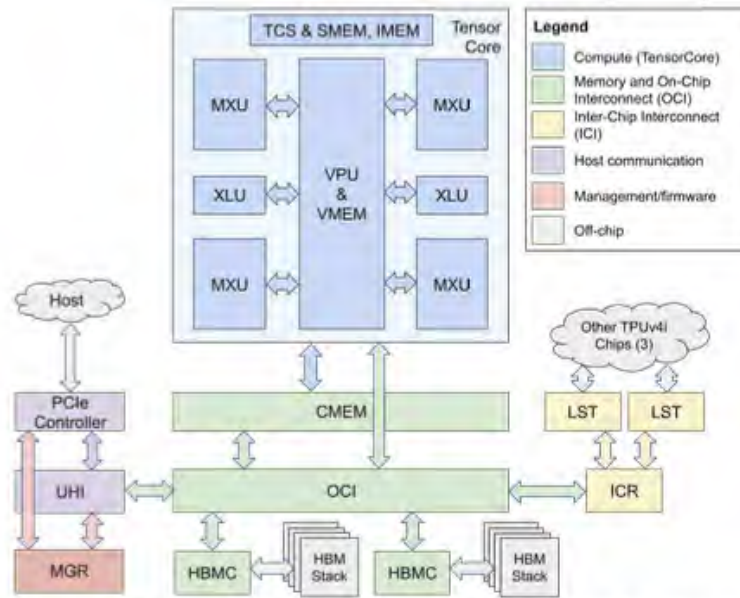 TCS & SMEM, IMEM
Tensor
Core
MXU
MXU
VPU
&
VMEM
XLU
XLU
MXU
MXU
Legend
Compute (TensorCore)
Memory and On-Chip
Interconnect (OCI)
Inter-Chip Interconnect
(ICI)
Host communication
Management/firmware
Off-chip
Host
Other TPUv4i
Chips (3)
PCIe
Controller
CMEM
LST
LST
UHI
OCI
ICR
MGR
HBMC
HBM
Stack
HBMC
HBM
Stack